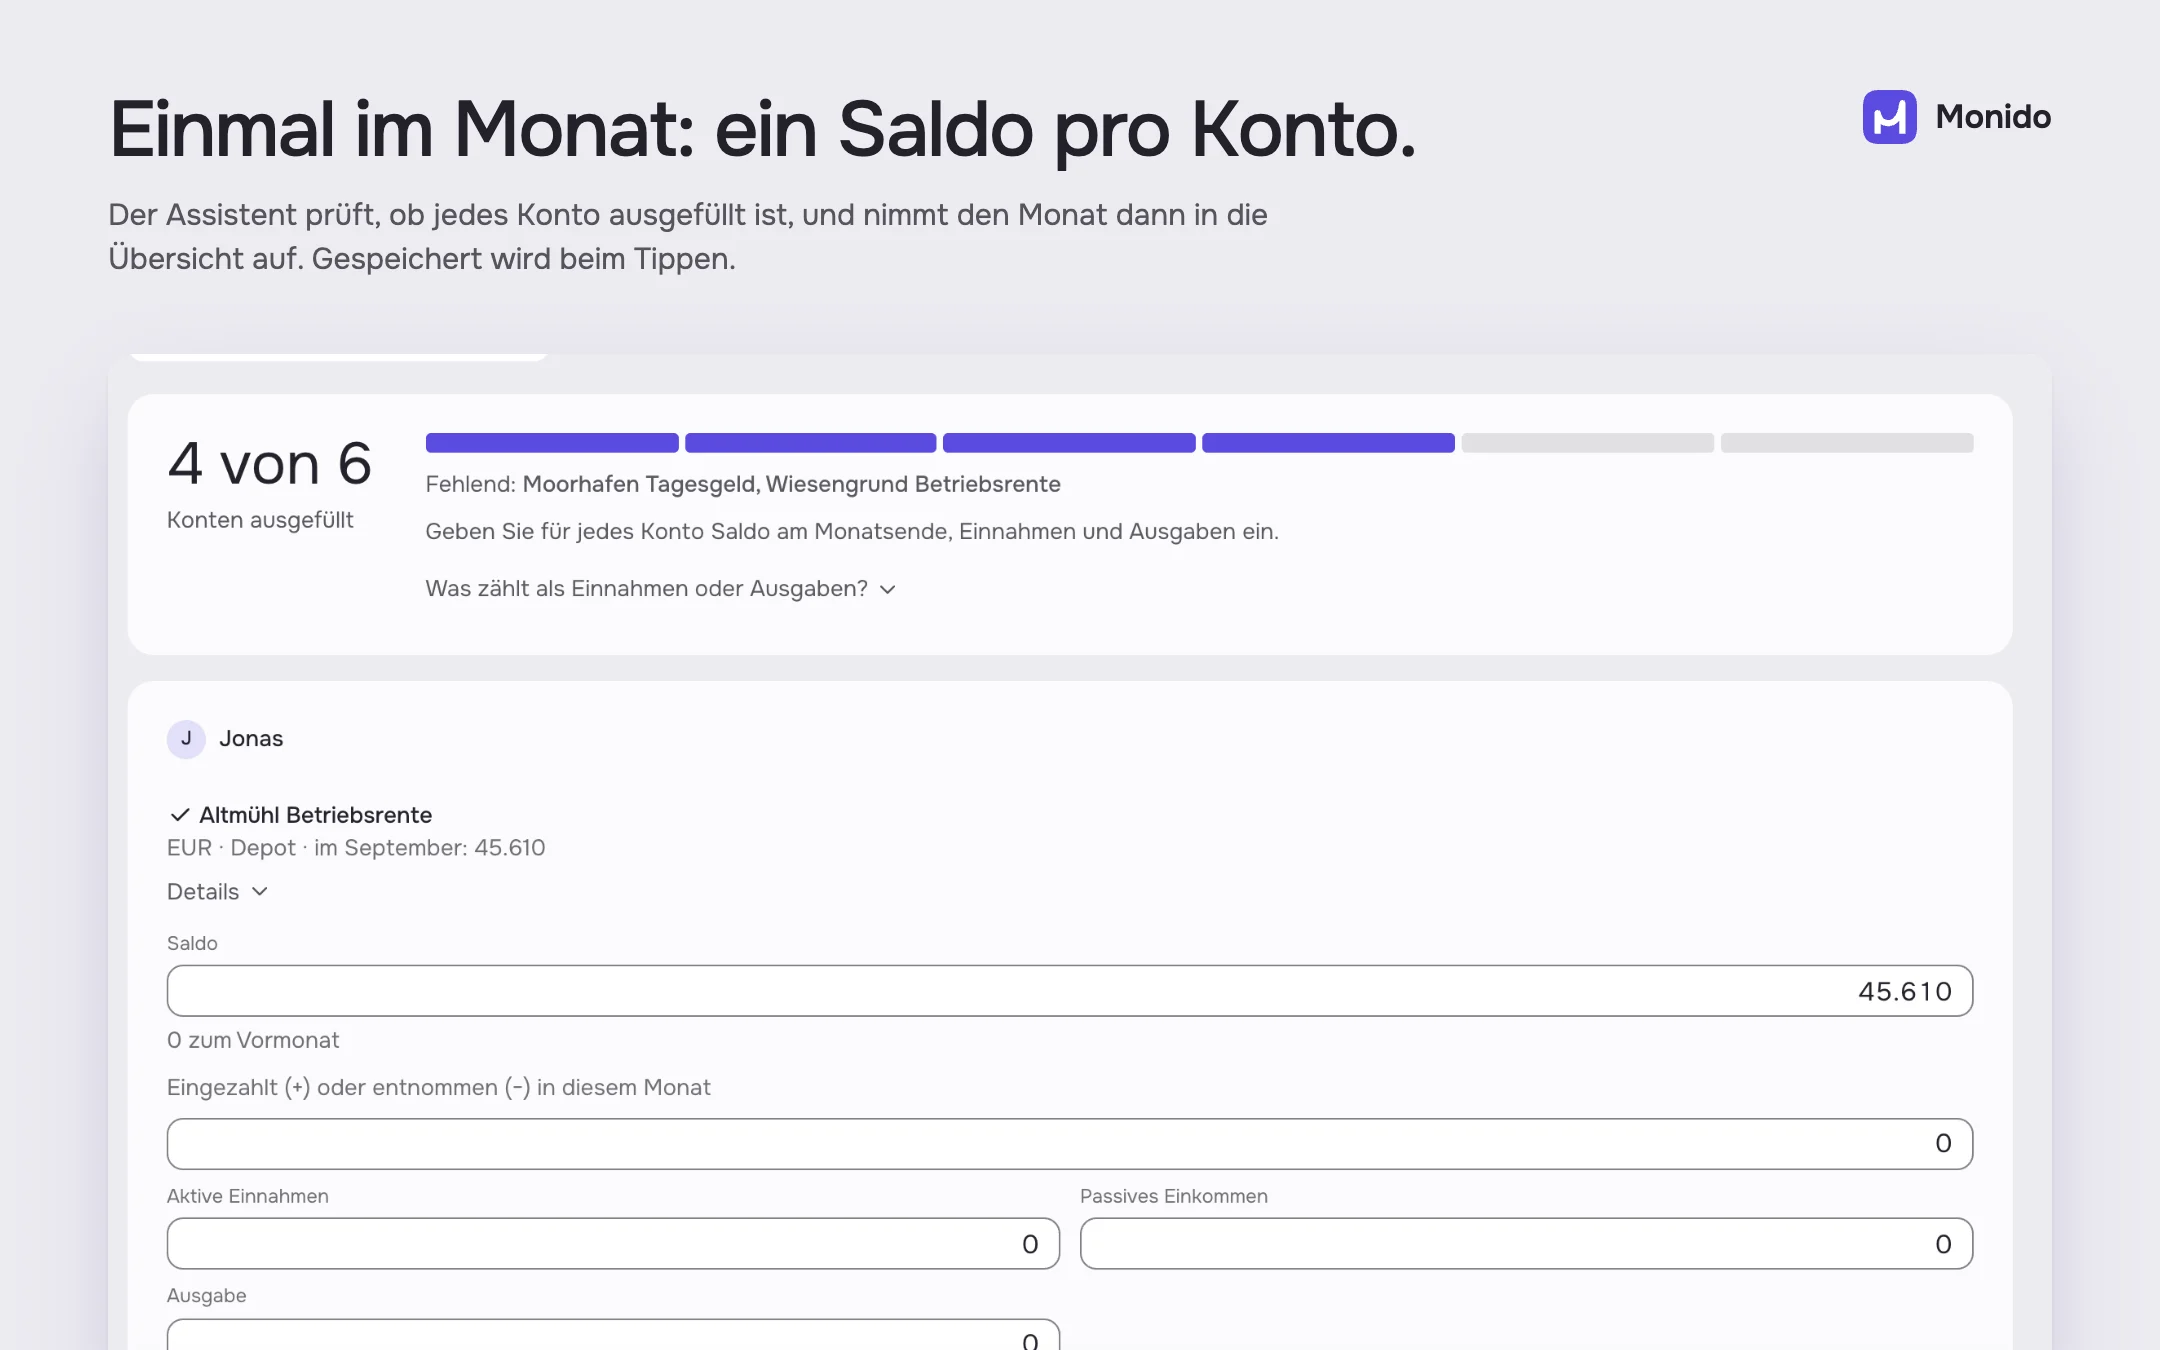 Einmal im Monat: ein Saldo pro Konto.
Monido
Der Assistent prüft, ob jedes Konto ausgefüllt ist, und nimmt den Monat dann in die
Übersicht auf. Gespeichert wird beim Tippen.
4 von 6
Konten ausgefüllt
Fehlend: Moorhafen Tagesgeld, Wiesengrund Betriebsrente
Geben Sie für jedes Konto Saldo am Monatsende, Einnahmen und Ausgaben ein.
Was zählt als Einnahmen oder Ausgaben?
J Jonas
Altmühl Betriebsrente
EUR · Depot · im September: 45.610
Details
Saldo
45.610
0 zum Vormonat
Eingezahlt (+) oder entnommen (−) in diesem Monat
0
Aktive Einnahmen
0
Passives Einkommen
0
Ausgabe
0